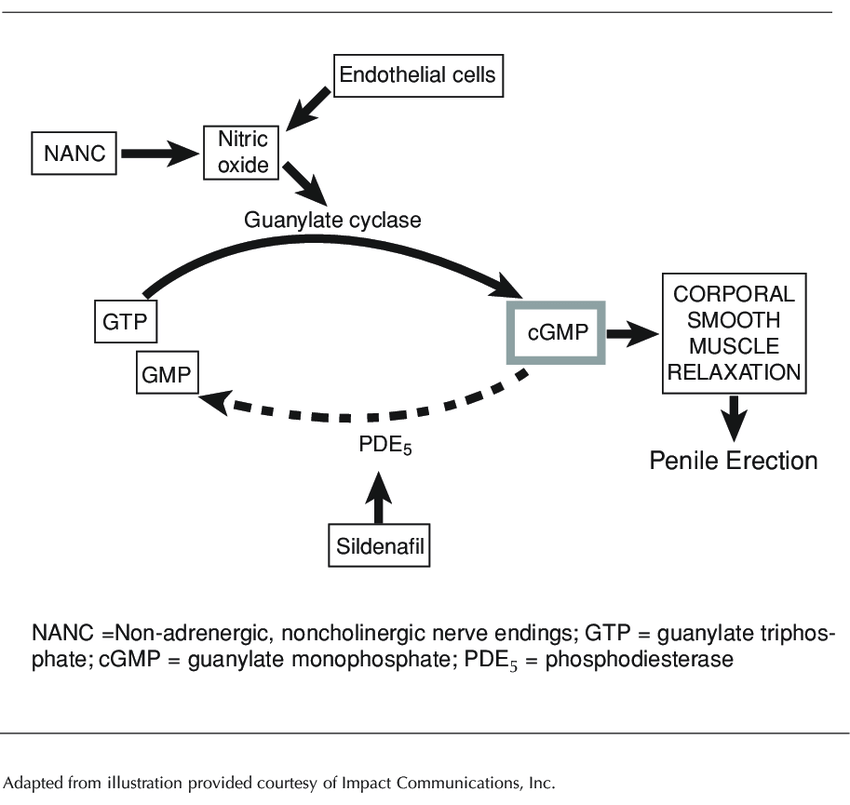 Endothelial cells
NANC
Nitric
oxide
Guanylate cyclase
GTP
cGMP
CORPORAL
SMOOTH
MUSCLE
RELAXATION
GMP
PDE5
Penile Erection
Sildenafil
NANC =Non-adrenergic, noncholinergic nerve endings; GTP = guanylate triphos-
phate; cGMP = guanylate monophosphate; PDE5 = phosphodiesterase
Adapted from illustration provided courtesy of Impact Communications, Inc.